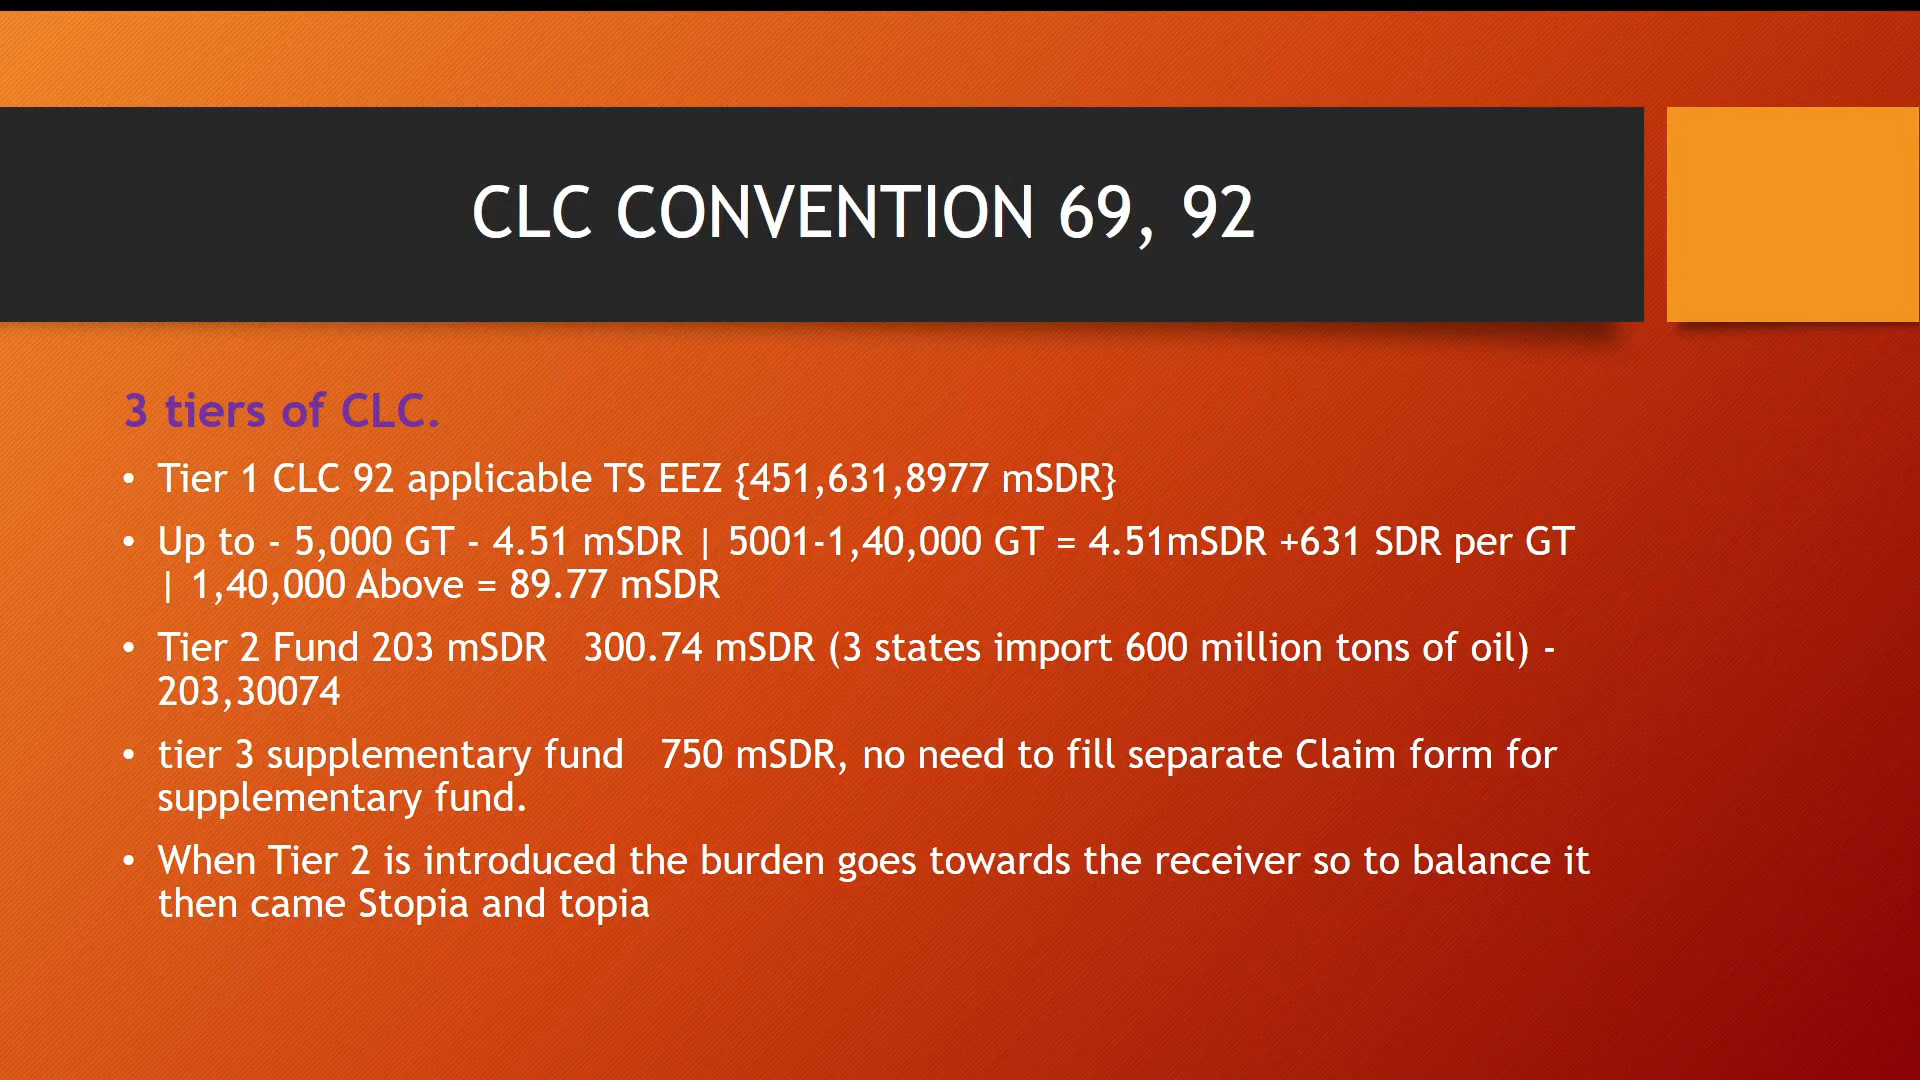 CLC CONVENTION 69, 92
3 tiers of CLC.
• Tier 1 CLC 92 applicable TS EEZ {451,631,8977 mSDR}
• Up to - 5,000 GT - 4.51 mSDR | 5001-1,40,000 GT = 4.51mSDR +631 SDR per GT
| 1,40,000 Above = 89.77 mSDR
• Tier 2 Fund 203 mSDR   300.74 mSDR (3 states import 600 million tons of oil) -
203,30074
• tier 3 supplementary fund   750 mSDR, no need to fill separate Claim form for
supplementary fund.
• When Tier 2 is introduced the burden goes towards the receiver so to balance it
then came Stopia and topia